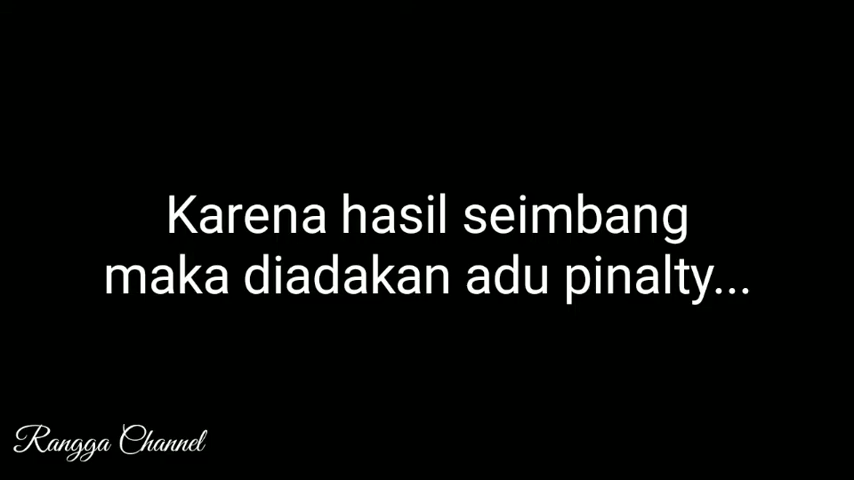 Karena hasil seimbang
maka diadakan adu pinalty...
Rangga Channel